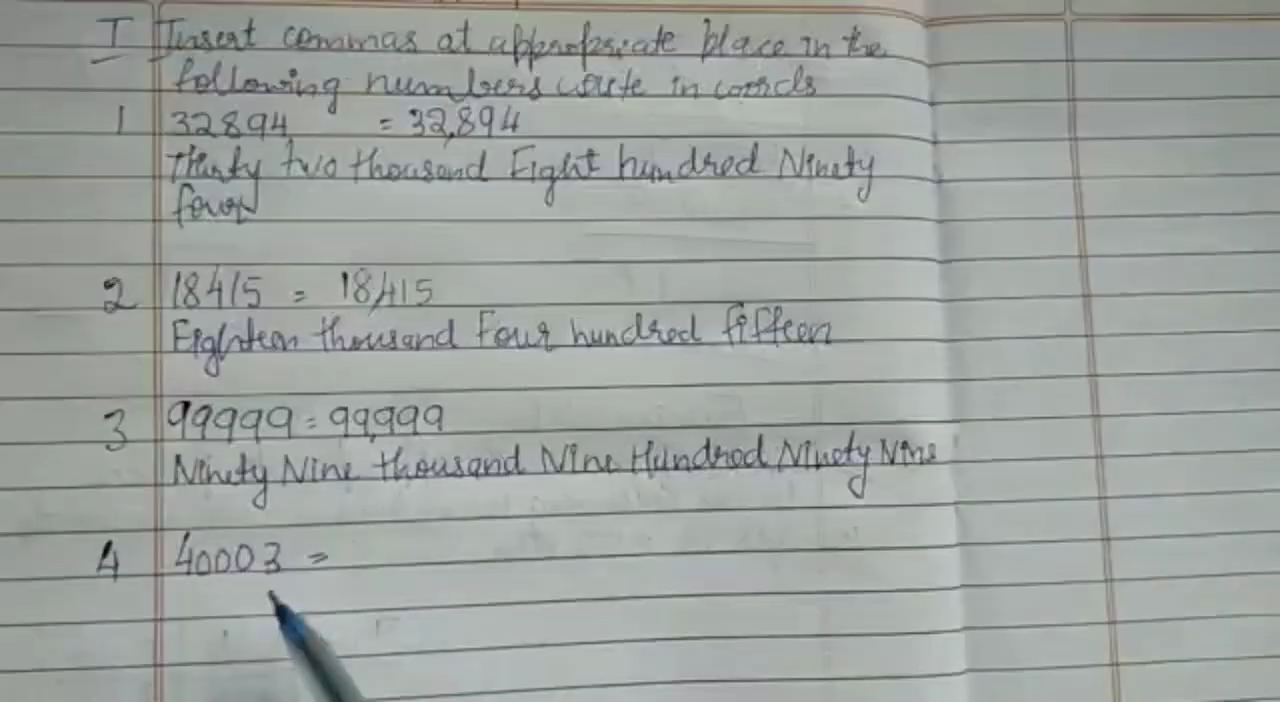 I Insert commas at appropriate place in the
following numbers write in words
1 32894 = 32,894
Thirty two thousand Eight hundred Ninety
four
2 18415 = 18,415
Eighteen thousand Four hundred fifteen
3 99999 = 99,999
Ninety Nine thousand Nine Hundred Ninety Nine
4 40003 =